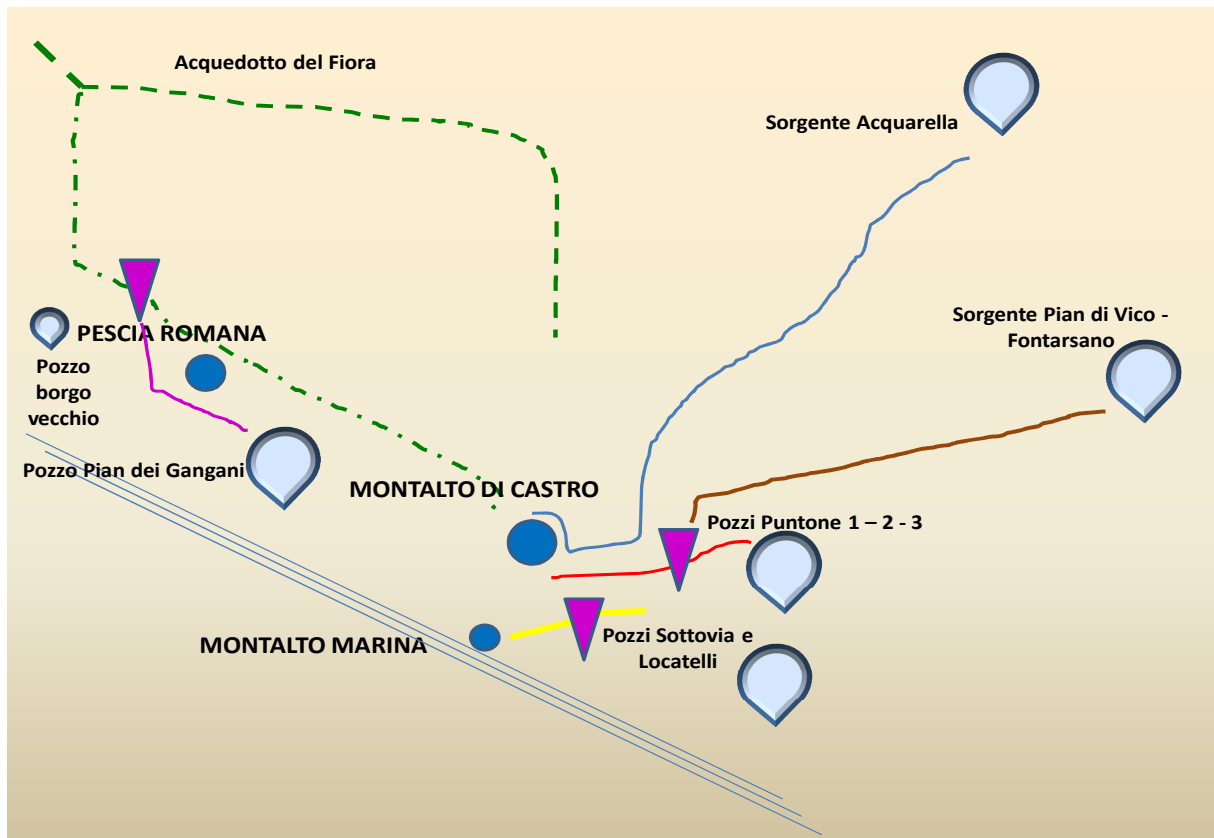 Acquedotto del Fiora
Sorgente Acquarella
Sorgente Pian di Vico -
Fontarsano
PESCIA ROMANA
Pozzo
borgo
vecchio
Pozzo Pian dei Gangani
MONTALTO DI CASTRO
Pozzi Puntone 1 – 2 - 3
MONTALTO MARINA
Pozzi Sottovia e
Locatelli